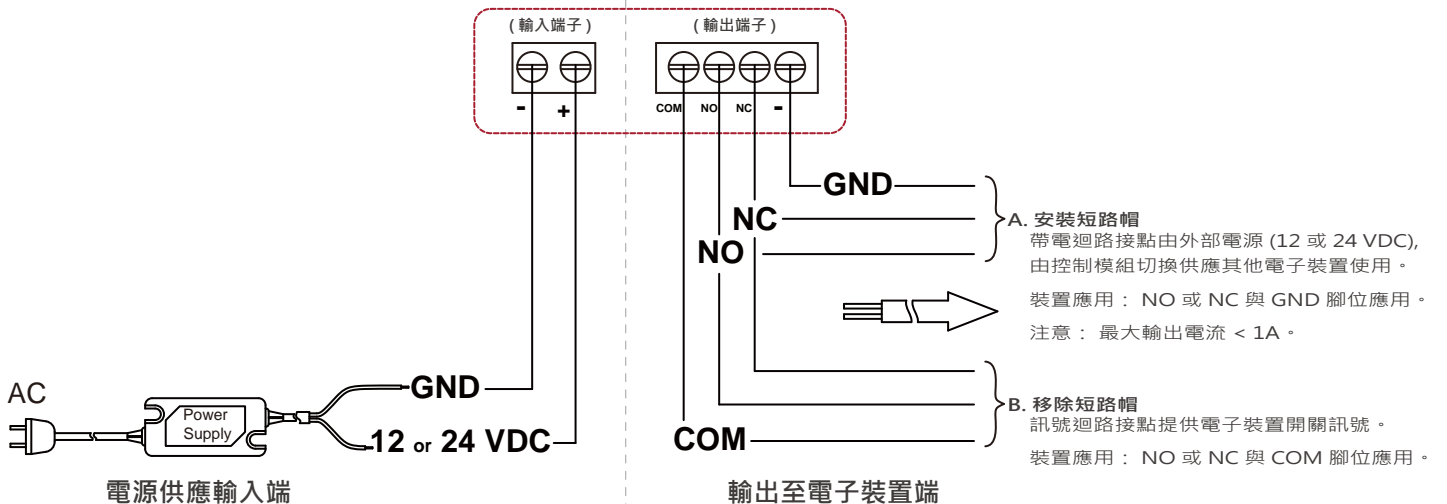 (輸入端子)
(輸出端子)
- +
COM NO NC -
GND
NC
NO
A. 安裝短路帽
帶電迴路接點由外部電源 (12 或 24 VDC),
由控制模組切換供應其他電子裝置使用。
裝置應用: NO 或 NC 與 GND 腳位應用。
注意: 最大輸出電流 < 1A。
AC
Power
Supply
GND
12 or 24 VDC
COM
B. 移除短路帽
訊號迴路接點提供電子裝置開關訊號。
裝置應用: NO 或 NC 與 COM 腳位應用。
電源供應輸入端
輸出至電子裝置端